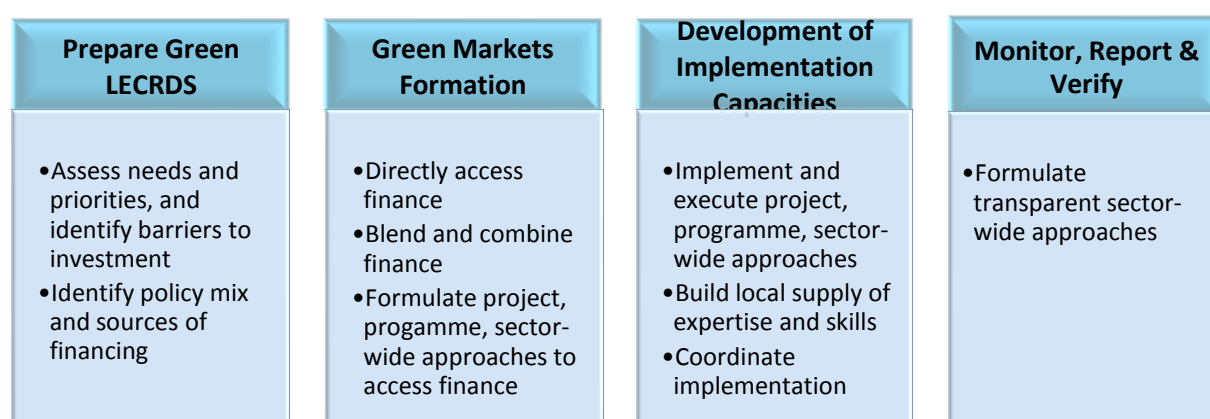 Prepare Green
LECRDS
•Assess needs and
priorities, and
identify barriers to
investment
•Identify policy mix
and sources of
financing
Green Markets
Formation
•Directly access
finance
•Blend and combine
finance
•Formulate project,
progamme, sector-
wide approaches to
access finance
Development of
Implementation
Capacities
•Implement and
execute project,
programme, sector-
wide approaches
•Build local supply of
expertise and skills
•Coordinate
implementation
Monitor, Report &
Verify
•Formulate
transparent sector-
wide approaches